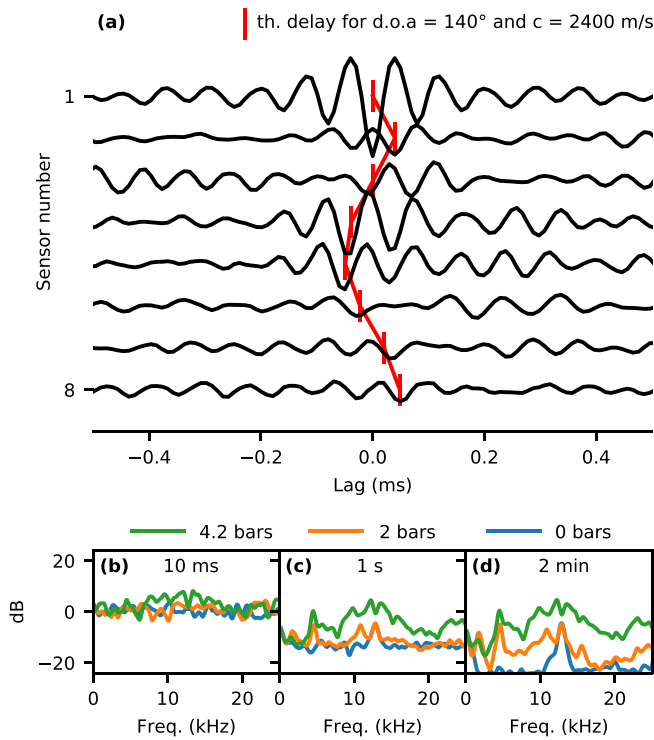 (a) th. delay for d.o.a = 140° and c = 2400 m/s
1
Sensor number
8
−0.4 −0.2 0.0 0.2 0.4
Lag (ms)
4.2 bars 2 bars 0 bars
(b) 10 ms (c) 1 s (d) 2 min
20
0
−20
dB
0 10 20 0 10 20 0 10 20
Freq. (kHz) Freq. (kHz) Freq. (kHz)